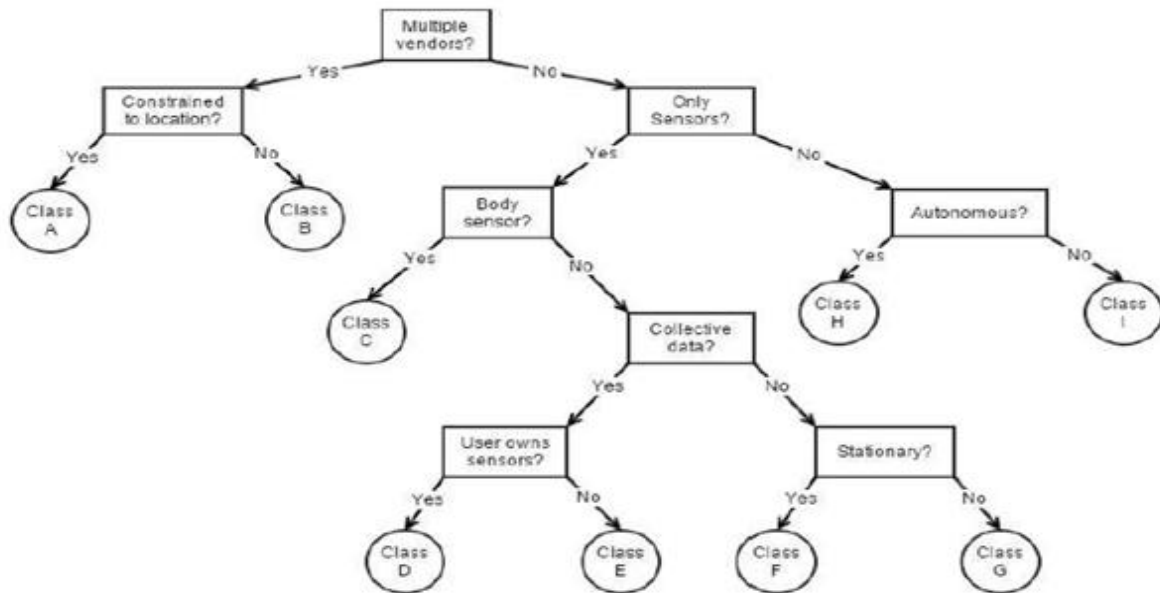 Multiple
vendors?
Yes
No
Constrained
to location?
Only
Sensors?
Yes
No
Yes
No
Class
A
Class
B
Body
sensor?
Autonomous?
Yes
No
Yes
No
Class
C
Collective
data?
Class
H
Class
I
Yes
No
User owns
sensors?
Stationary?
Yes
No
Yes
No
Class
D
Class
E
Class
F
Class
G